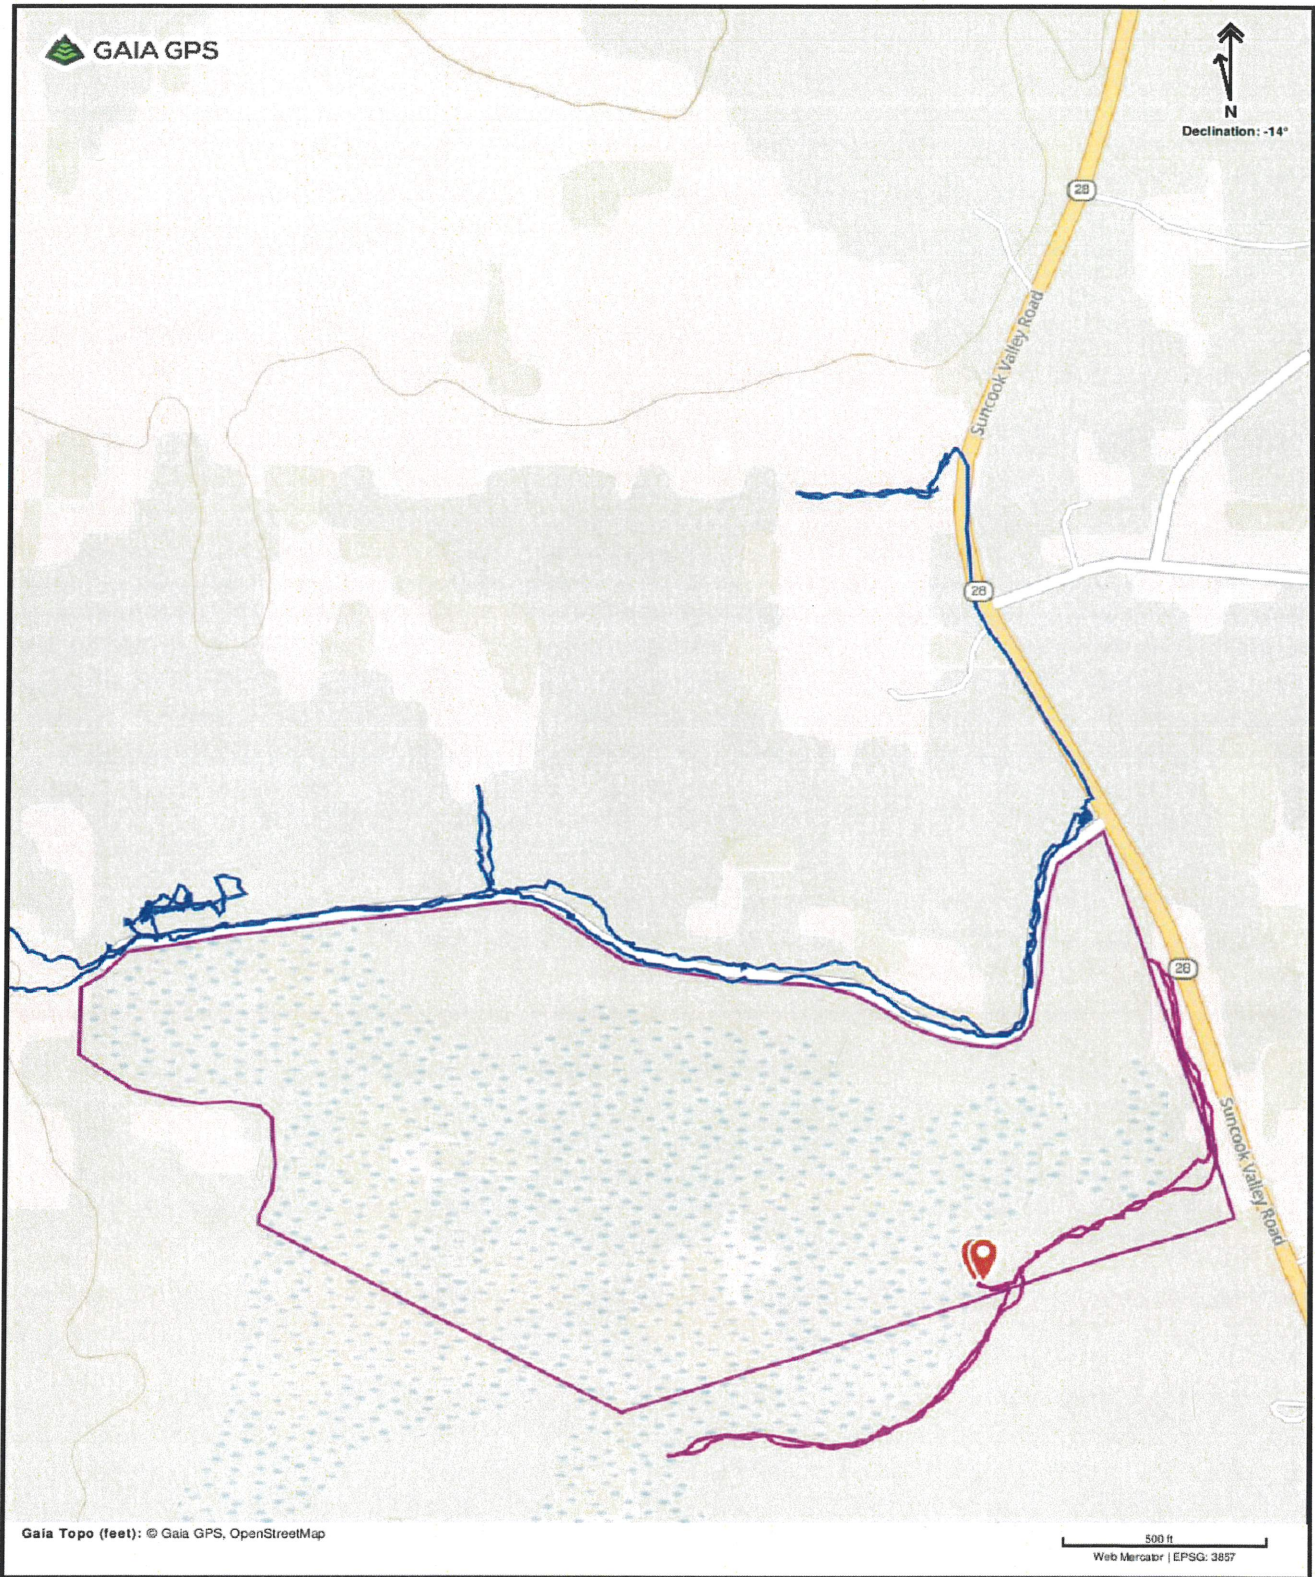 GAIA GPS
N
Declination: -14°
28
Suncook Valley Road
28
28
Suncook Valley Road
Gaia Topo (feet): © Gaia GPS, OpenStreetMap
500 ft
Web Mercator | EPSG: 3857